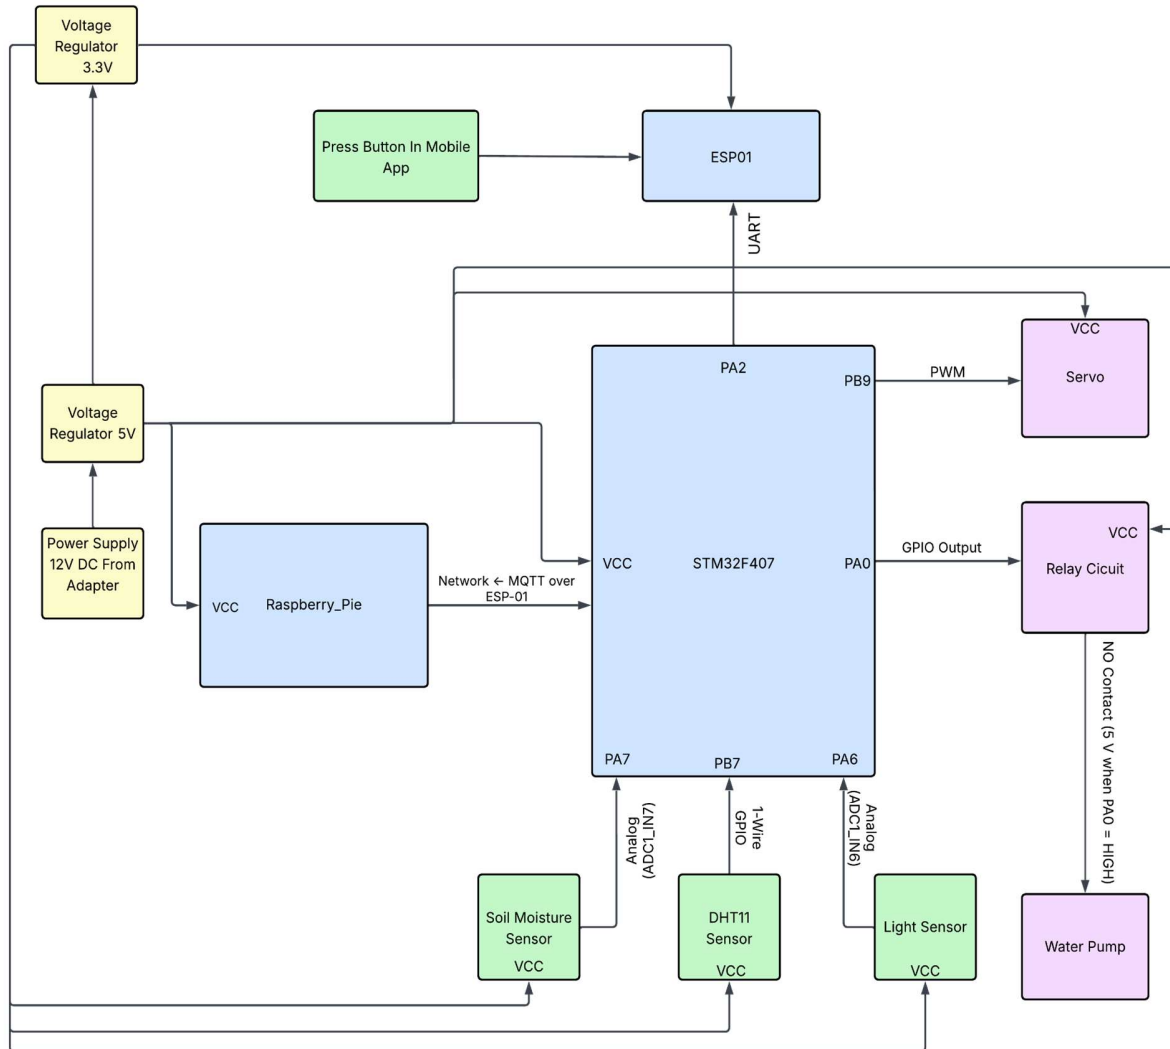 Voltage
Regulator
3.3V
Press Button In Mobile
App
ESP01
UART
VCC
Servo
PA2
PB9
PWM
Voltage
Regulator 5V
Power Supply
12V DC From
Adapter
VCC
Raspberry_Pie
Network ← MQTT over
ESP-01
VCC
STM32F407
PA0
GPIO Output
VCC
Relay Cicuit
NO Contact (5 V when PA0 = HIGH)
PA7
PB7
PA6
Analog
(ADC1_IN7)
1-Wire
GPIO
Analog
(ADC1_IN6)
Soil Moisture
Sensor
VCC
DHT11
Sensor
VCC
Light Sensor
VCC
Water Pump